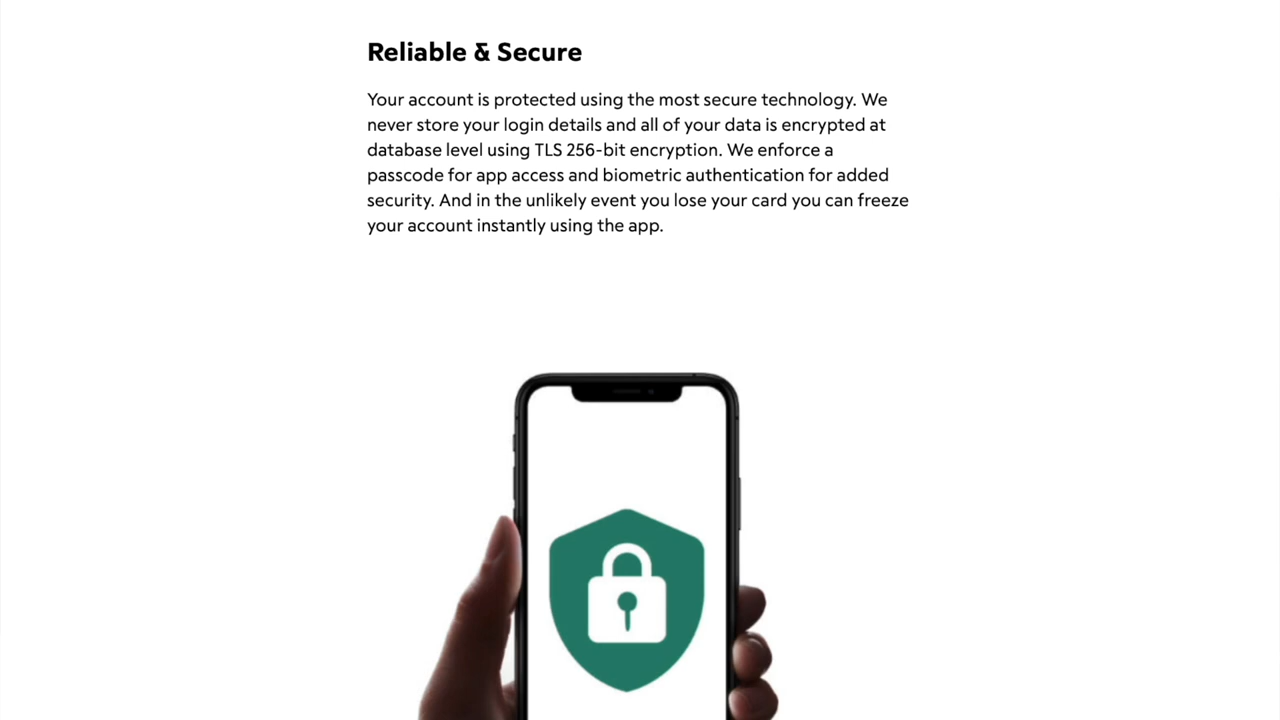 Reliable & Secure
Your account is protected using the most secure technology. We
never store your login details and all of your data is encrypted at
database level using TLS 256-bit encryption. We enforce a
passcode for app access and biometric authentication for added
security. And in the unlikely event you lose your card you can freeze
your account instantly using the app.